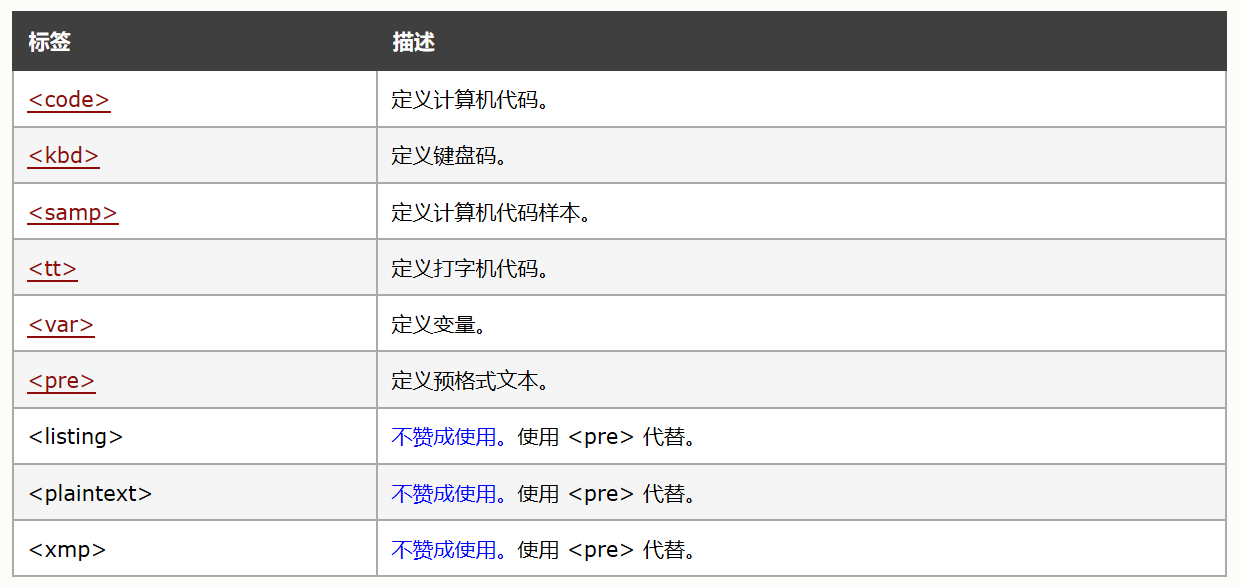 标签 描述
<code> 定义计算机代码。
<kbd> 定义键盘码。
<samp> 定义计算机代码样本。
<tt> 定义打字机代码。
<var> 定义变量。
<pre> 定义预格式文本。
<listing> 不赞成使用。使用 <pre> 代替。
<plaintext> 不赞成使用。使用 <pre> 代替。
<xmp> 不赞成使用。使用 <pre> 代替。